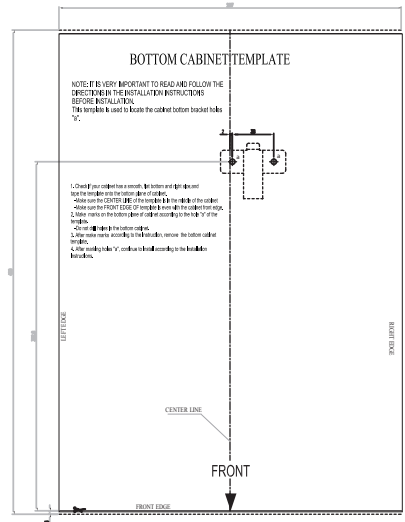 BOTTOM CABINET TEMPLATE
NOTE: IT IS VERY IMPORTANT TO READ AND FOLLOW THE
DIRECTIONS IN THE INSTALLATION INSTRUCTIONS
BEFORE INSTALLATION.
This template is used to locate the cabinet bottom bracket holes
"a".
a
a
1. Check if your cabinet has a smooth, flat bottom and right size,and
tape the template onto the bottom plane of cabinet.
-Make sure the CENTER LINE of the template is in the middle of the cabinet
-Make sure the FRONT EDGE OF template is even with the cabinet front edge.
2. Make marks on the bottom plane of cabinet according to the hole "a" of the
template.
-Do not drill holes in the bottom cabinet.
3. After make marks according to the instruction, remove the bottom cabinet
template.
4. After marking holes "a", continue to install according to the installation
instructions.
LEFT EDGE
RIGHT EDGE
CENTER LINE
FRONT
FRONT EDGE